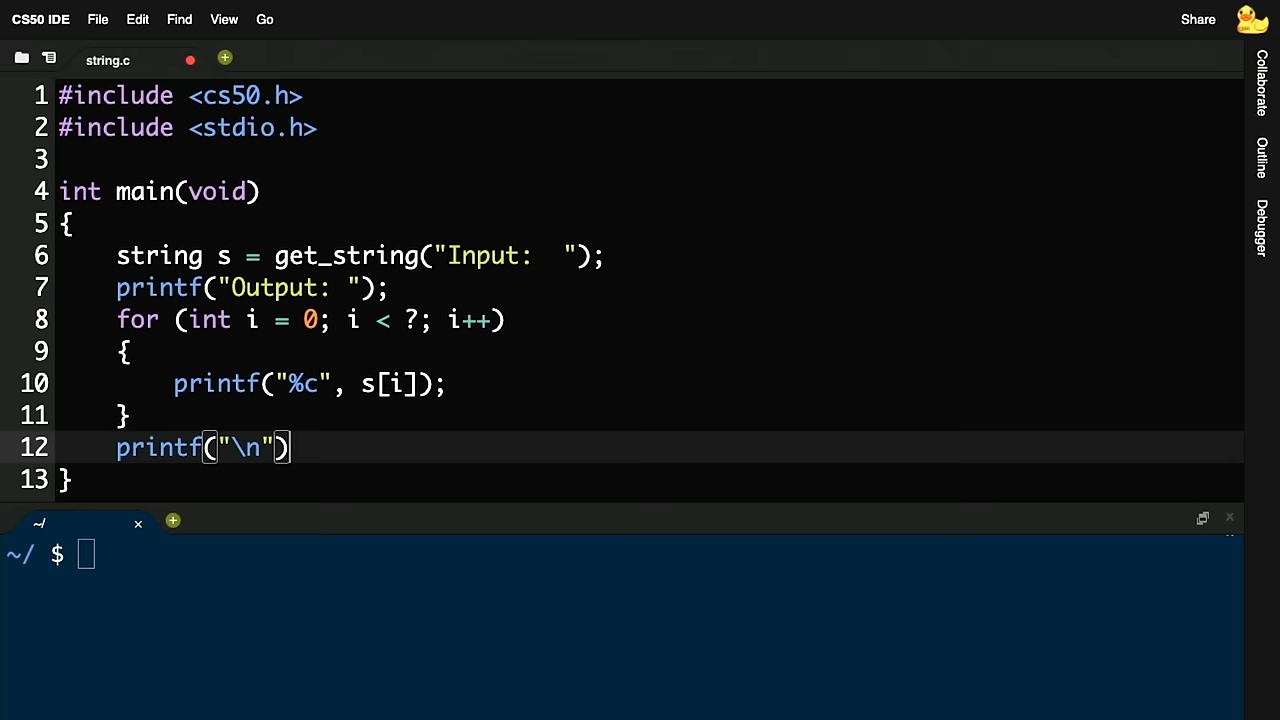 CS50 IDE File Edit Find View Go Share
string.c
1 #include <cs50.h>
2 #include <stdio.h>
3
4 int main(void)
5 {
6     string s = get_string("Input:  ");
7     printf("Output: ");
8     for (int i = 0; i < ?; i++)
9     {
10         printf("%c", s[i]);
11     }
12     printf("\n")
13 }
~/
~/ $
Collaborate
Outline
Debugger